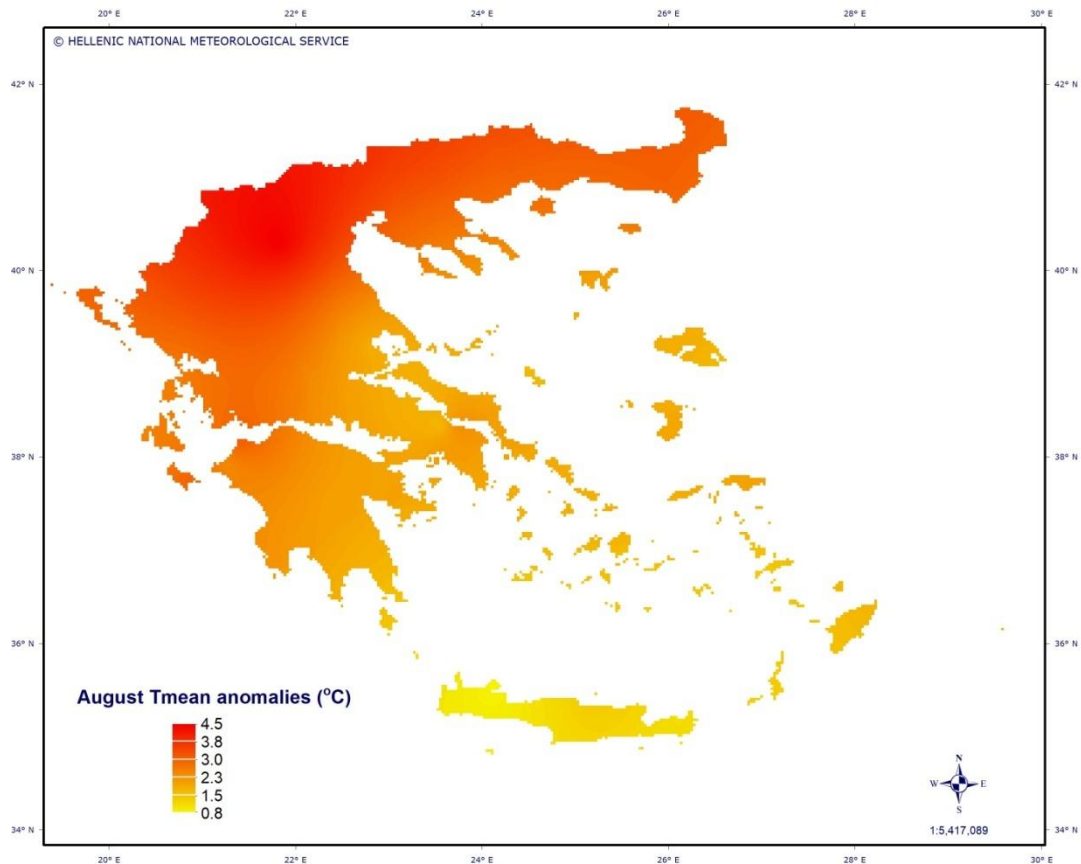 20° E 22° E 24° E 26° E 28° E 30° E
© HELLENIC NATIONAL METEOROLOGICAL SERVICE
42° N 42° N
40° N 40° N
38° N 38° N
36° N 36° N
August Tmean anomalies (°C)
4.5
3.8
3.0
2.3
1.5
0.8
N
W E
S
1:5,417,089
34° N 34° N
20° E 22° E 24° E 26° E 28° E 30° E